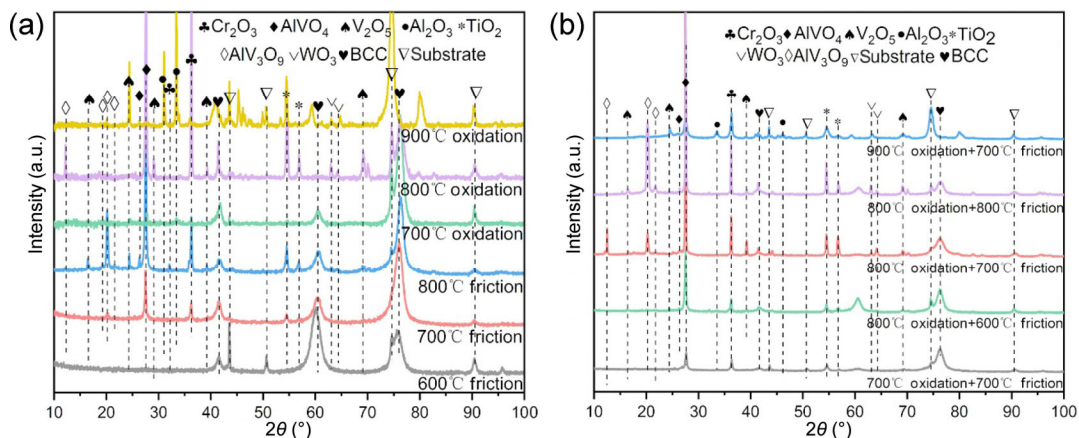 (a)
♣Cr₂O₃ ♦AlVO₄ ♠V₂O₅ ●Al₂O₃ *TiO₂
◊AlV₃O₉ ∨WO₃ ♥BCC ▽Substrate
900℃ oxidation
800℃ oxidation
700℃ oxidation
800℃ friction
700℃ friction
600℃ friction
Intensity (a.u.)
10 20 30 40 50 60 70 80 90 100
2θ (°)
(b)
♣Cr₂O₃ ♦AlVO₄ ♠V₂O₅ ●Al₂O₃ *TiO₂
∨WO₃ ◊AlV₃O₉ ▽Substrate ♥BCC
900℃ oxidation+700℃ friction
800℃ oxidation+800℃ friction
800℃ oxidation+700℃ friction
800℃ oxidation+600℃ friction
700℃ oxidation+700℃ friction
Intensity (a.u.)
10 20 30 40 50 60 70 80 90 100
2θ (°)